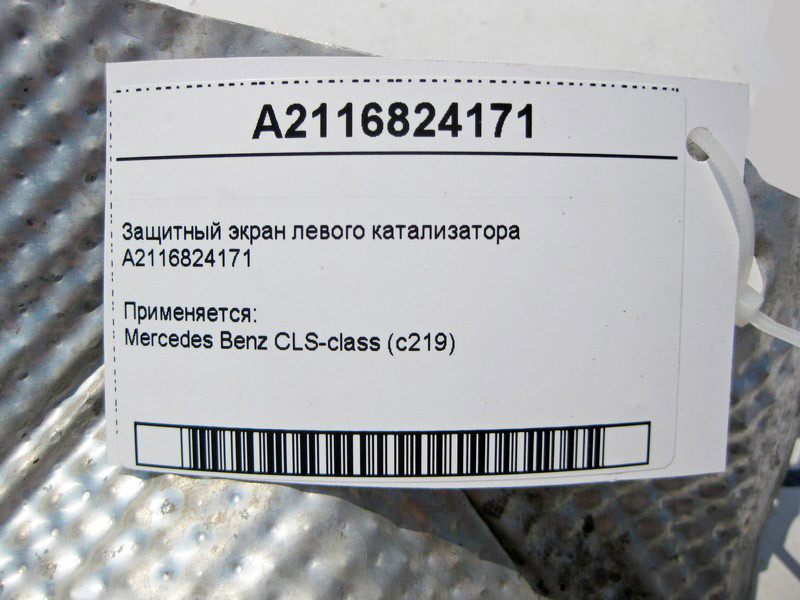 A2116824171
Защитный экран левого катализатора
A2116824171
Применяется:
Mercedes Benz CLS-class (c219)